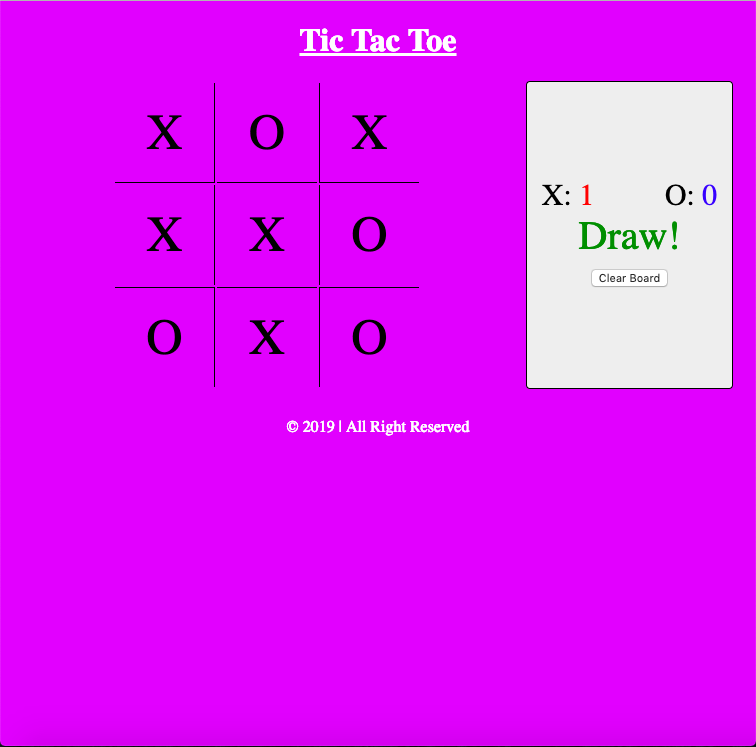 Tic Tac Toe
X O X
X X O
O X O
X: 1 O: 0
Draw!
Clear Board
© 2019 | All Right Reserved